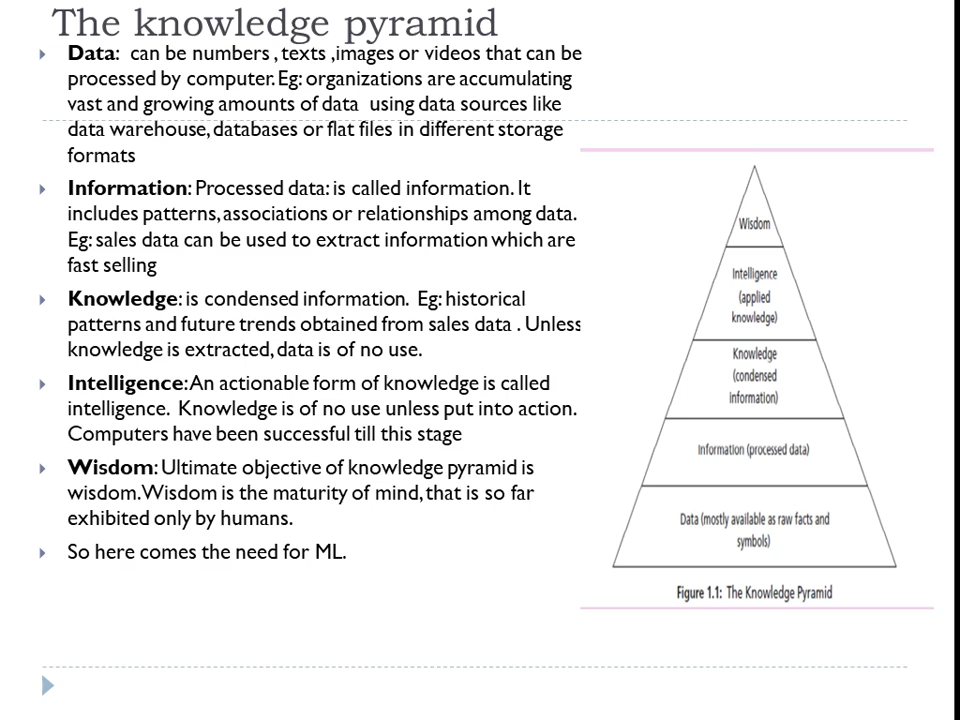 The knowledge pyramid
Data: can be numbers , texts ,images or videos that can be
processed by computer. Eg: organizations are accumulating
vast and growing amounts of data using data sources like
data warehouse, databases or flat files in different storage
formats
Information: Processed data: is called information. It
includes patterns, associations or relationships among data.
Eg: sales data can be used to extract information which are
fast selling
Knowledge: is condensed information. Eg: historical
patterns and future trends obtained from sales data . Unless
knowledge is extracted, data is of no use.
Intelligence: An actionable form of knowledge is called
intelligence. Knowledge is of no use unless put into action.
Computers have been successful till this stage
Wisdom: Ultimate objective of knowledge pyramid is
wisdom. Wisdom is the maturity of mind, that is so far
exhibited only by humans.
So here comes the need for ML.
Wisdom
Intelligence
(applied
knowledge)
Knowledge
(condensed
information)
Information (processed data)
Data (mostly available as raw facts and
symbols)
Figure 1.1: The Knowledge Pyramid